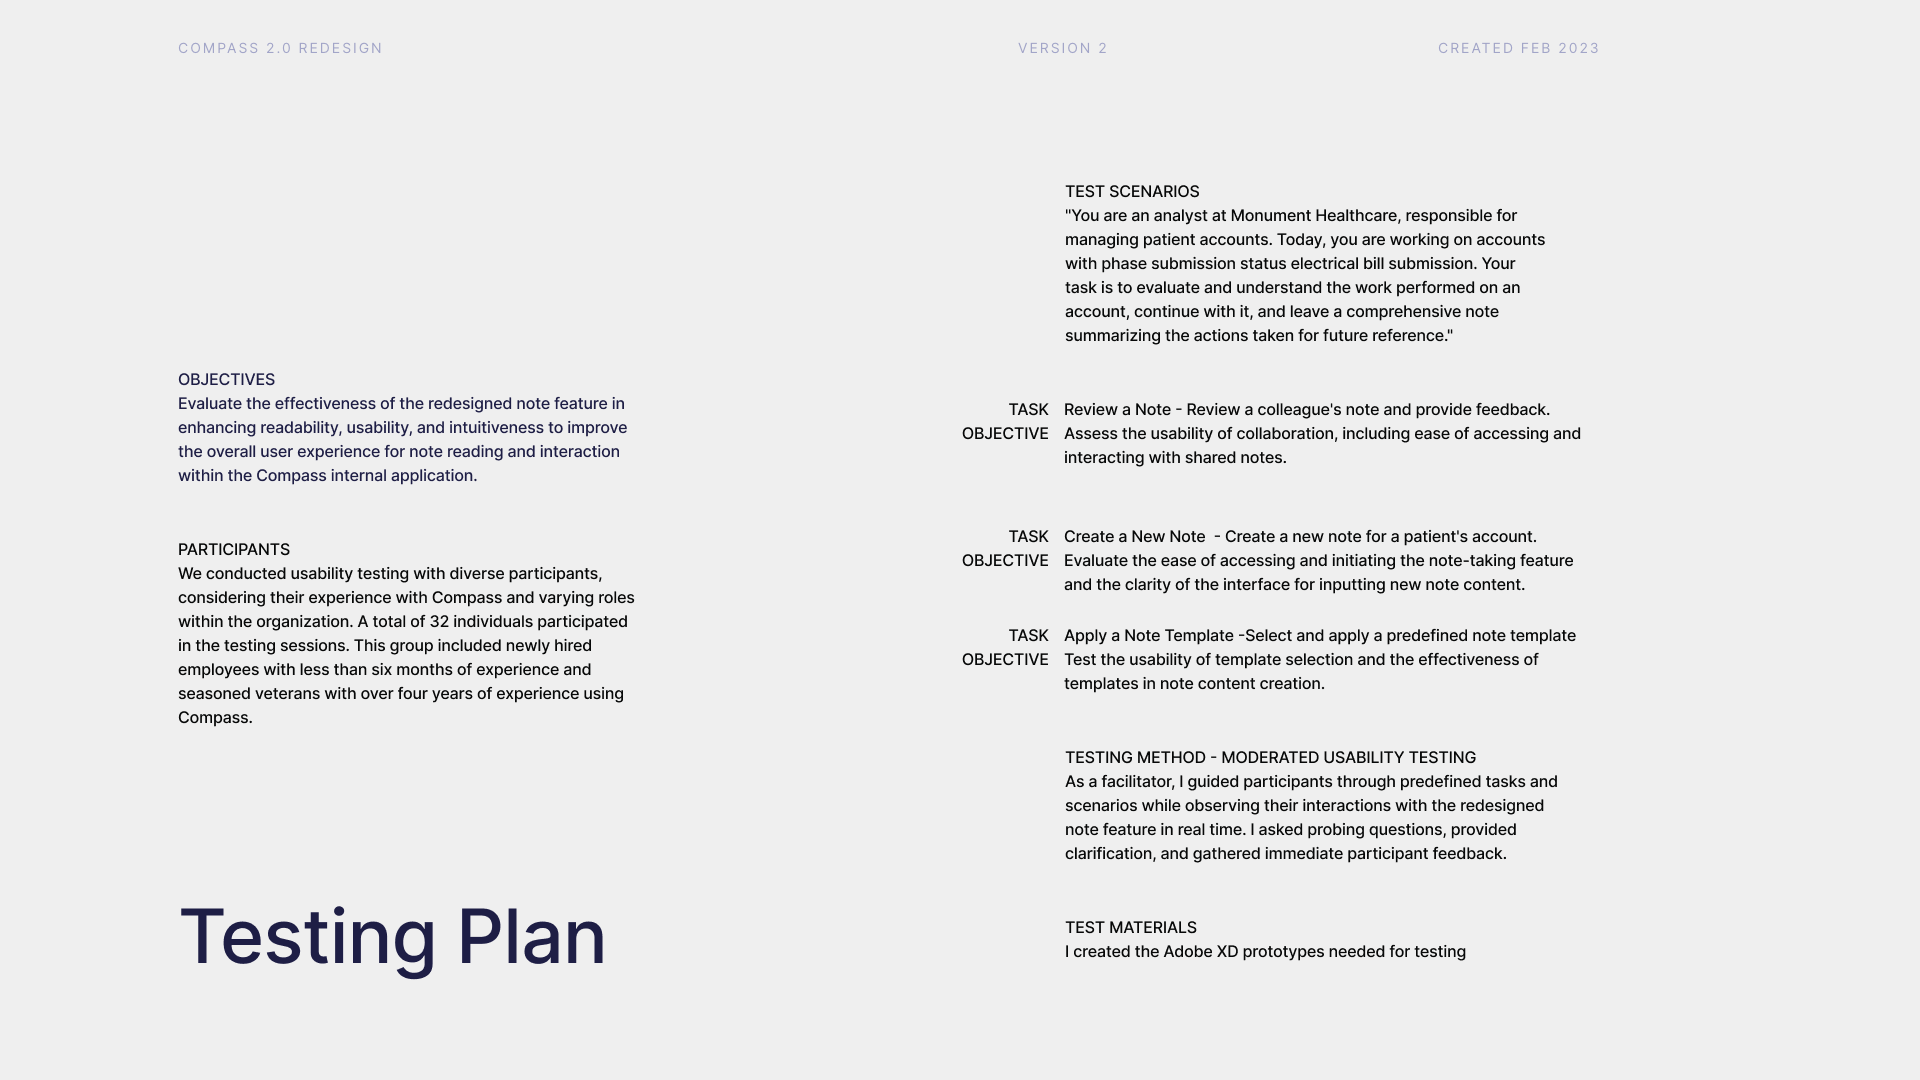 COMPASS 2.0 REDESIGN
VERSION 2
CREATED FEB 2023
OBJECTIVES
Evaluate the effectiveness of the redesigned note feature in
enhancing readability, usability, and intuitiveness to improve
the overall user experience for note reading and interaction
within the Compass internal application.
PARTICIPANTS
We conducted usability testing with diverse participants,
considering their experience with Compass and varying roles
within the organization. A total of 32 individuals participated
in the testing sessions. This group included newly hired
employees with less than six months of experience and
seasoned veterans with over four years of experience using
Compass.
Testing Plan
TEST SCENARIOS
"You are an analyst at Monument Healthcare, responsible for
managing patient accounts. Today, you are working on accounts
with phase submission status electrical bill submission. Your
task is to evaluate and understand the work performed on an
account, continue with it, and leave a comprehensive note
summarizing the actions taken for future reference."
TASK Review a Note - Review a colleague's note and provide feedback.
OBJECTIVE Assess the usability of collaboration, including ease of accessing and
interacting with shared notes.
TASK Create a New Note  - Create a new note for a patient's account.
OBJECTIVE Evaluate the ease of accessing and initiating the note-taking feature
and the clarity of the interface for inputting new note content.
TASK Apply a Note Template -Select and apply a predefined note template
OBJECTIVE Test the usability of template selection and the effectiveness of
templates in note content creation.
TESTING METHOD - MODERATED USABILITY TESTING
As a facilitator, I guided participants through predefined tasks and
scenarios while observing their interactions with the redesigned
note feature in real time. I asked probing questions, provided
clarification, and gathered immediate participant feedback.
TEST MATERIALS
I created the Adobe XD prototypes needed for testing